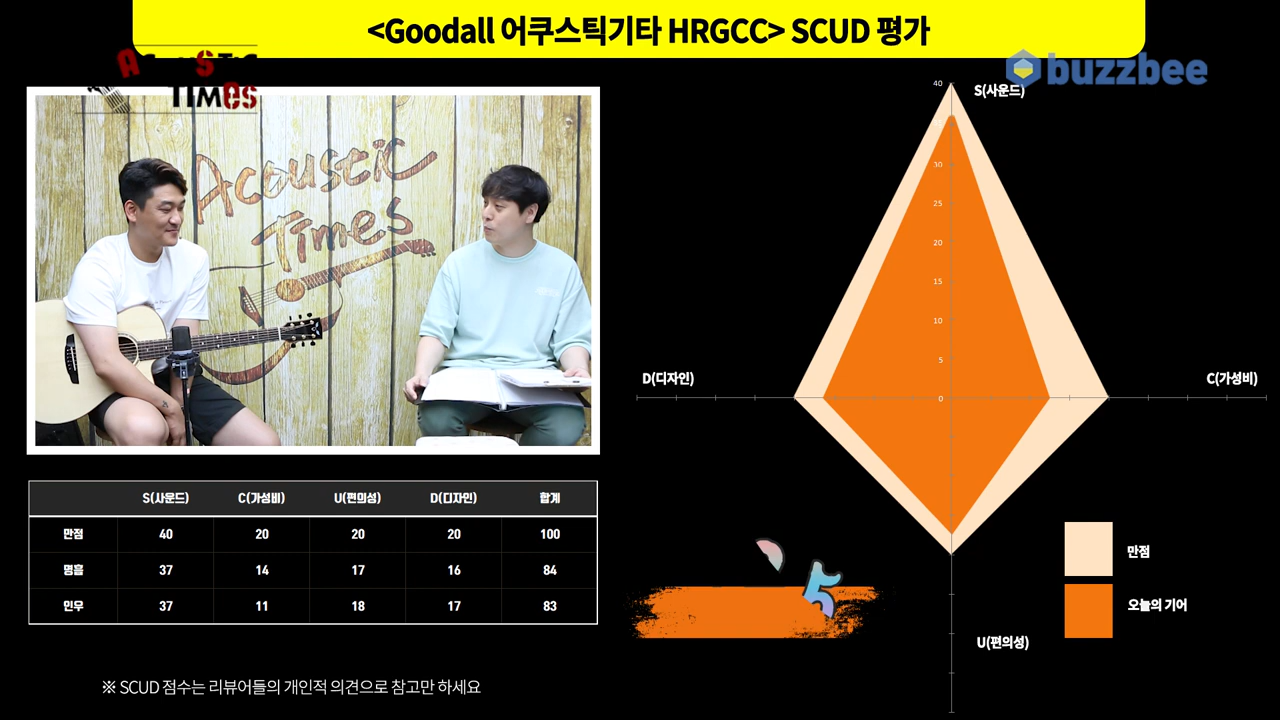 <Goodall 어쿠스틱기타 HRGCC> SCUD 평가
ACOUSTIC
TIMES
buzzbee
Acoustic
Times
S(사운드)
40
30
25
20
15
10
5
0
D(디자인)
C(가성비)
U(편의성)
만점
오늘의 기어
S(사운드) C(가성비) U(편의성) D(디자인) 합계
만점 40 20 20 20 100
명흠 37 14 17 16 84
인우 37 11 18 17 83
5
※ SCUD 점수는 리뷰어들의 개인적 의견으로 참고만 하세요